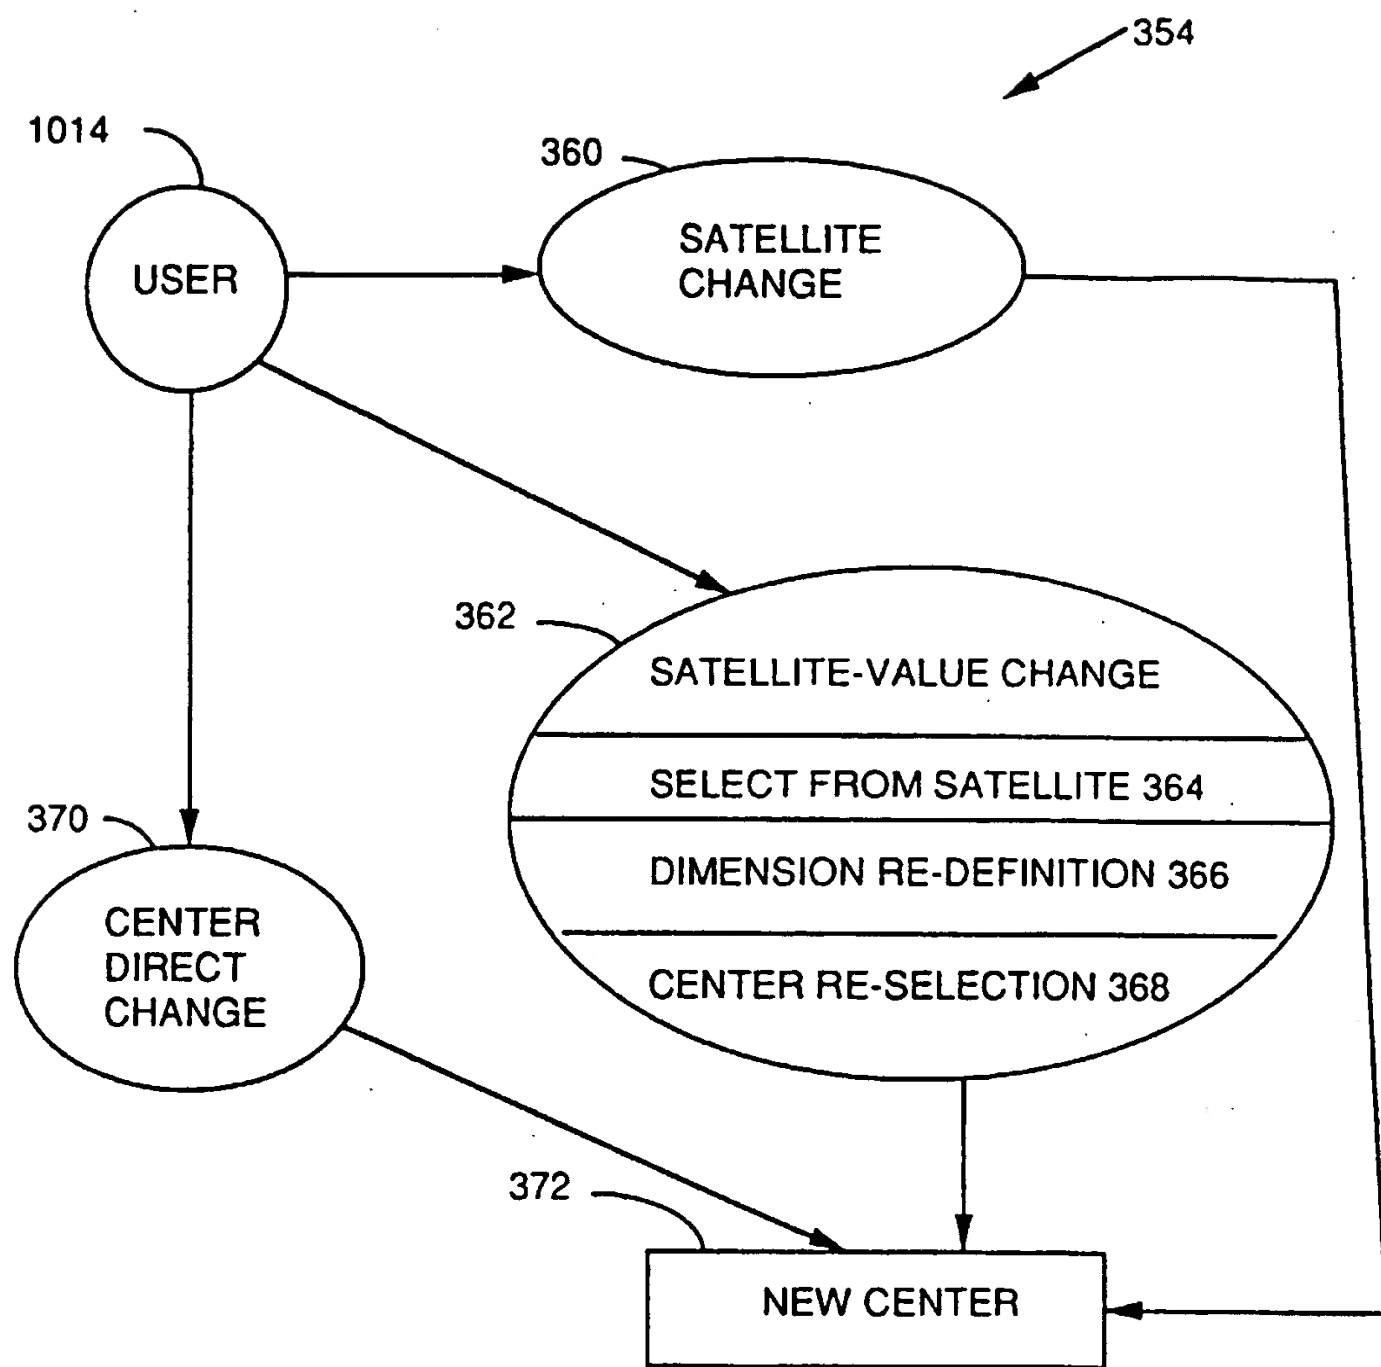 354
1014
360
USER
SATELLITE
CHANGE
362
SATELLITE-VALUE CHANGE
SELECT FROM SATELLITE 364
DIMENSION RE-DEFINITION 366
CENTER RE-SELECTION 368
370
CENTER
DIRECT
CHANGE
372
NEW CENTER